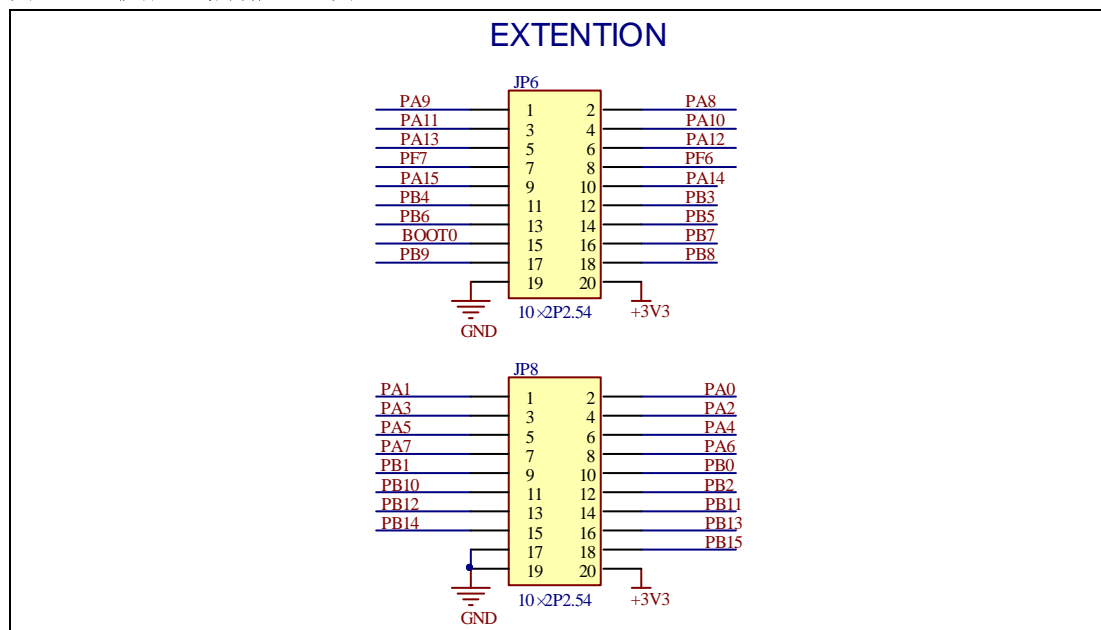 EXTENTION
JP6
PA9 1 2 PA8
PA11 3 4 PA10
PA13 5 6 PA12
PF7 7 8 PF6
PA15 9 10 PA14
PB4 11 12 PB3
PB6 13 14 PB5
BOOT0 15 16 PB7
PB9 17 18 PB8
19 20
GND 10×2P2.54 +3V3
JP8
PA1 1 2 PA0
PA3 3 4 PA2
PA5 5 6 PA4
PA7 7 8 PA6
PB1 9 10 PB0
PB10 11 12 PB2
PB12 13 14 PB11
PB14 15 16 PB13
17 18 PB15
19 20
GND 10×2P2.54 +3V3